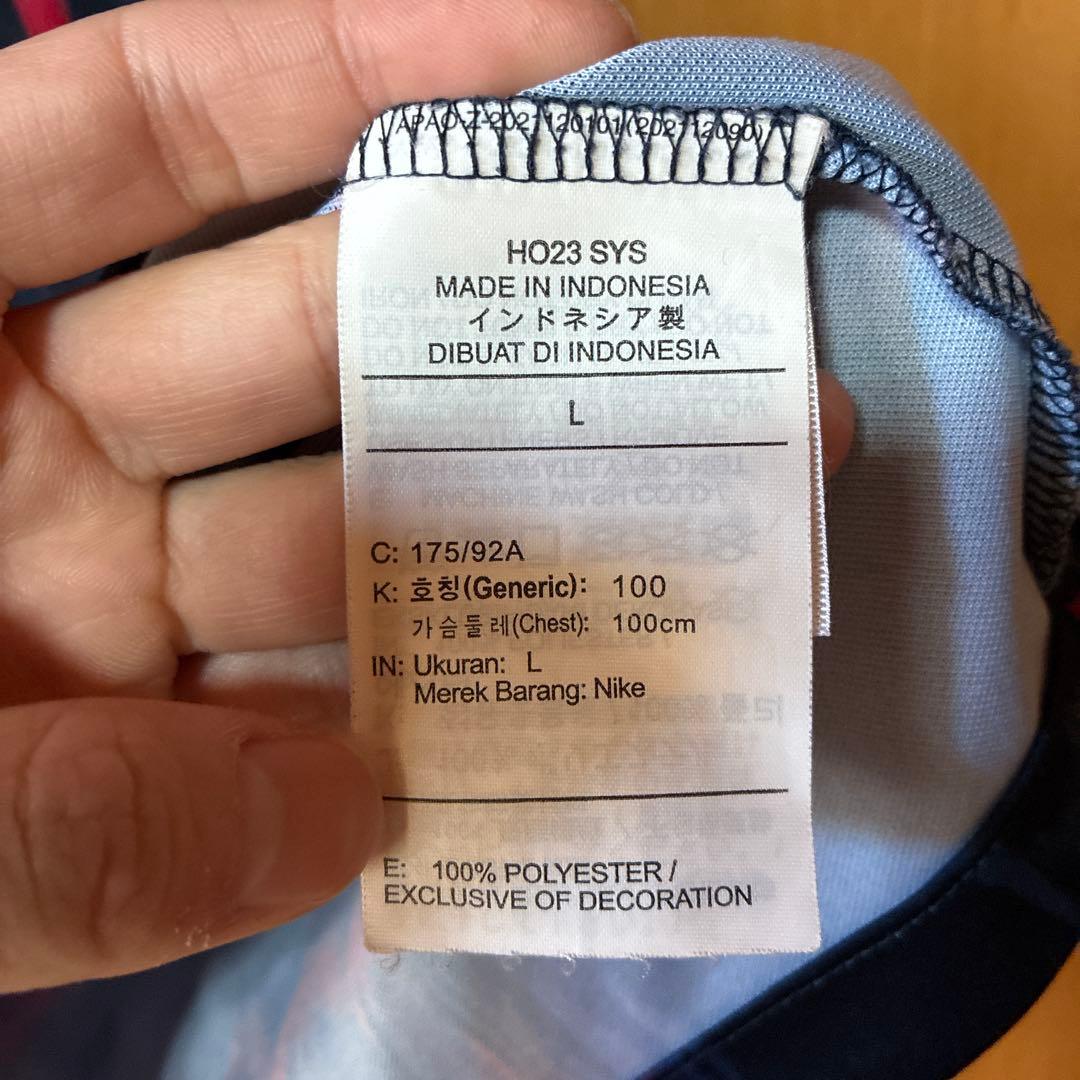 HO23 SYS
MADE IN INDONESIA
インドネシア製
DIBUAT DI INDONESIA
L
C: 175/92A
K: 호칭(Generic): 100
가슴둘레(Chest): 100cm
IN: Ukuran: L
Merek Barang: Nike
E: 100% POLYESTER /
EXCLUSIVE OF DECORATION